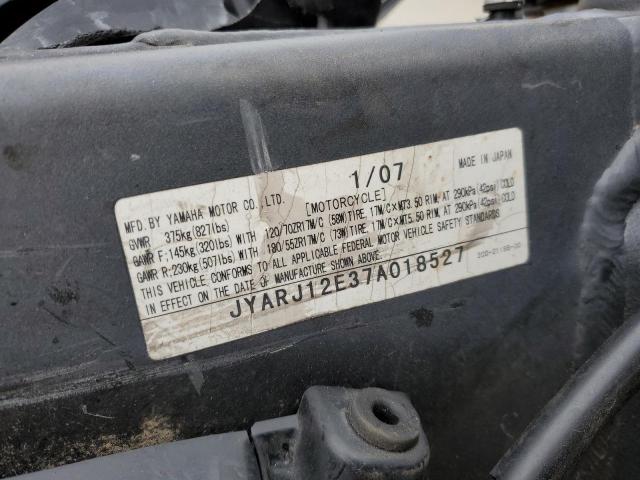 1/07 MADE IN JAPAN
MFD. BY YAMAHA MOTOR CO., LTD.
GVWR 375kg(827lbs) [MOTORCYCLE]
GAWR F:145kg(320lbs) WITH 120/70ZR17M/C (58W) TIRE, 17M/C×MT3.50 RIM, AT 290kPa(42psi) COLD
GAWR R:230kg(507lbs) WITH 180/55ZR17M/C (73W) TIRE, 17M/C×MT5.50 RIM, AT 290kPa(42psi) COLD
THIS VEHICLE CONFORMS TO ALL APPLICABLE FEDERAL MOTOR VEHICLE SAFETY STANDARDS
IN EFFECT ON THE DATE OF MANUFACTURE SHOWN ABOVE.
JYARJ12E37A018527